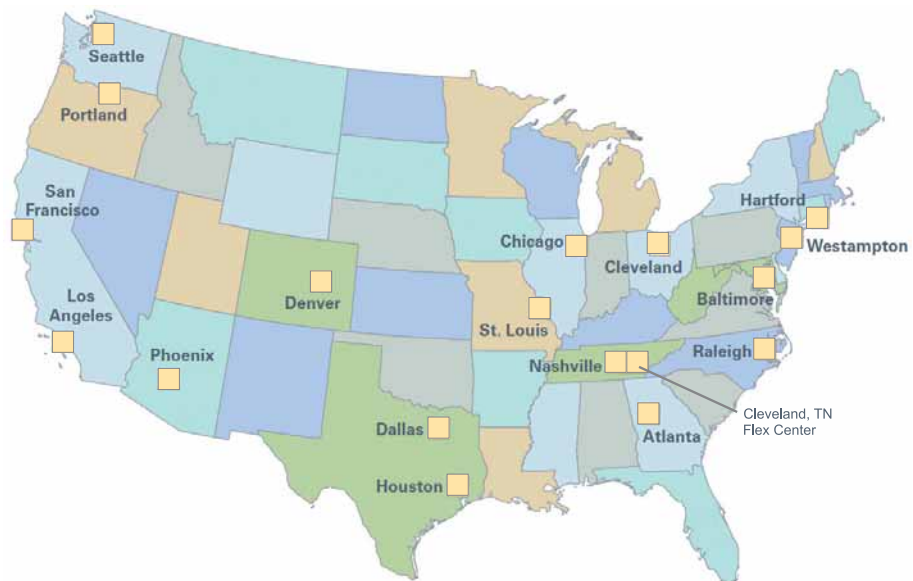 Seattle
Portland
San
Francisco
Los
Angeles
Phoenix
Denver
Dallas
Houston
St. Louis
Chicago
Nashville
Cleveland
Atlanta
Hartford
Westampton
Baltimore
Raleigh
Cleveland, TN
Flex Center